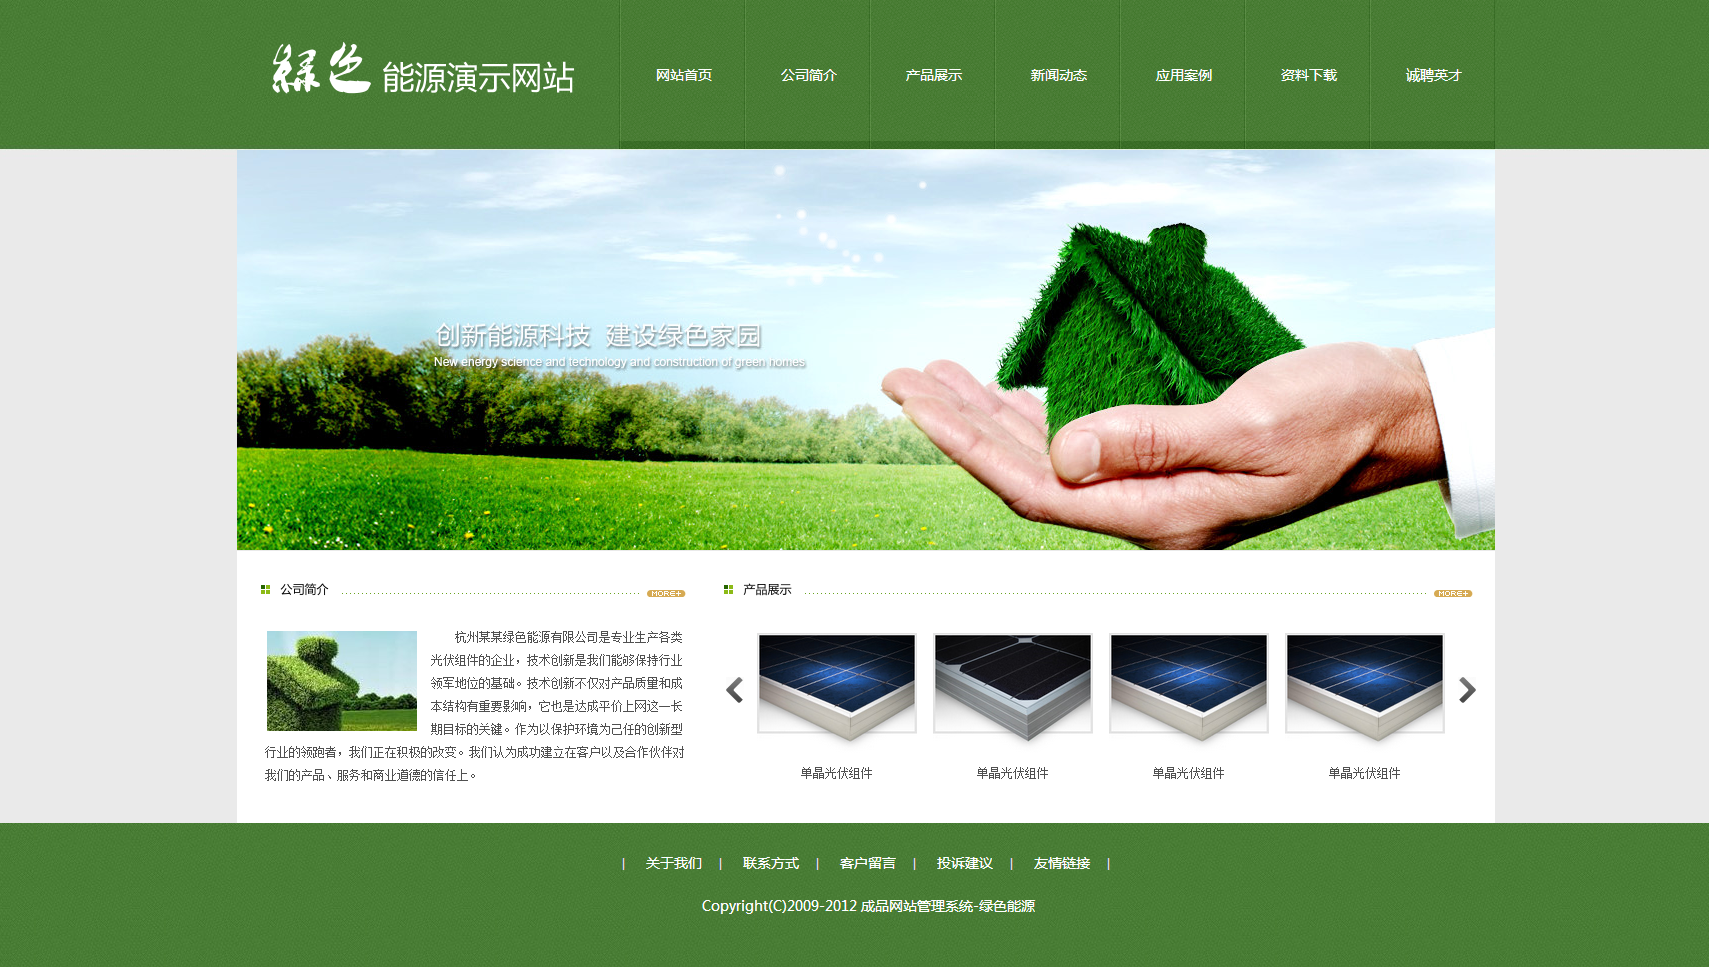 綠色 能源演示网站
网站首页 公司简介 产品展示 新闻动态 应用案例 资料下载 诚聘英才
创新能源科技 建设绿色家园
New energy science and technology and construction of green homes
公司简介 MORE+
杭州某某绿色能源有限公司是专业生产各类
光伏组件的企业，技术创新是我们能够保持行业
领军地位的基础。技术创新不仅对产品质量和成
本结构有重要影响，它也是达成平价上网这一长
期目标的关键。作为以保护环境为己任的创新型
行业的领跑者，我们正在积极的改变。我们认为成功建立在客户以及合作伙伴对
我们的产品、服务和商业道德的信任上。
产品展示 MORE+
单晶光伏组件 单晶光伏组件 单晶光伏组件 单晶光伏组件
| 关于我们 | 联系方式 | 客户留言 | 投诉建议 | 友情链接 |
Copyright(C)2009-2012 成品网站管理系统-绿色能源